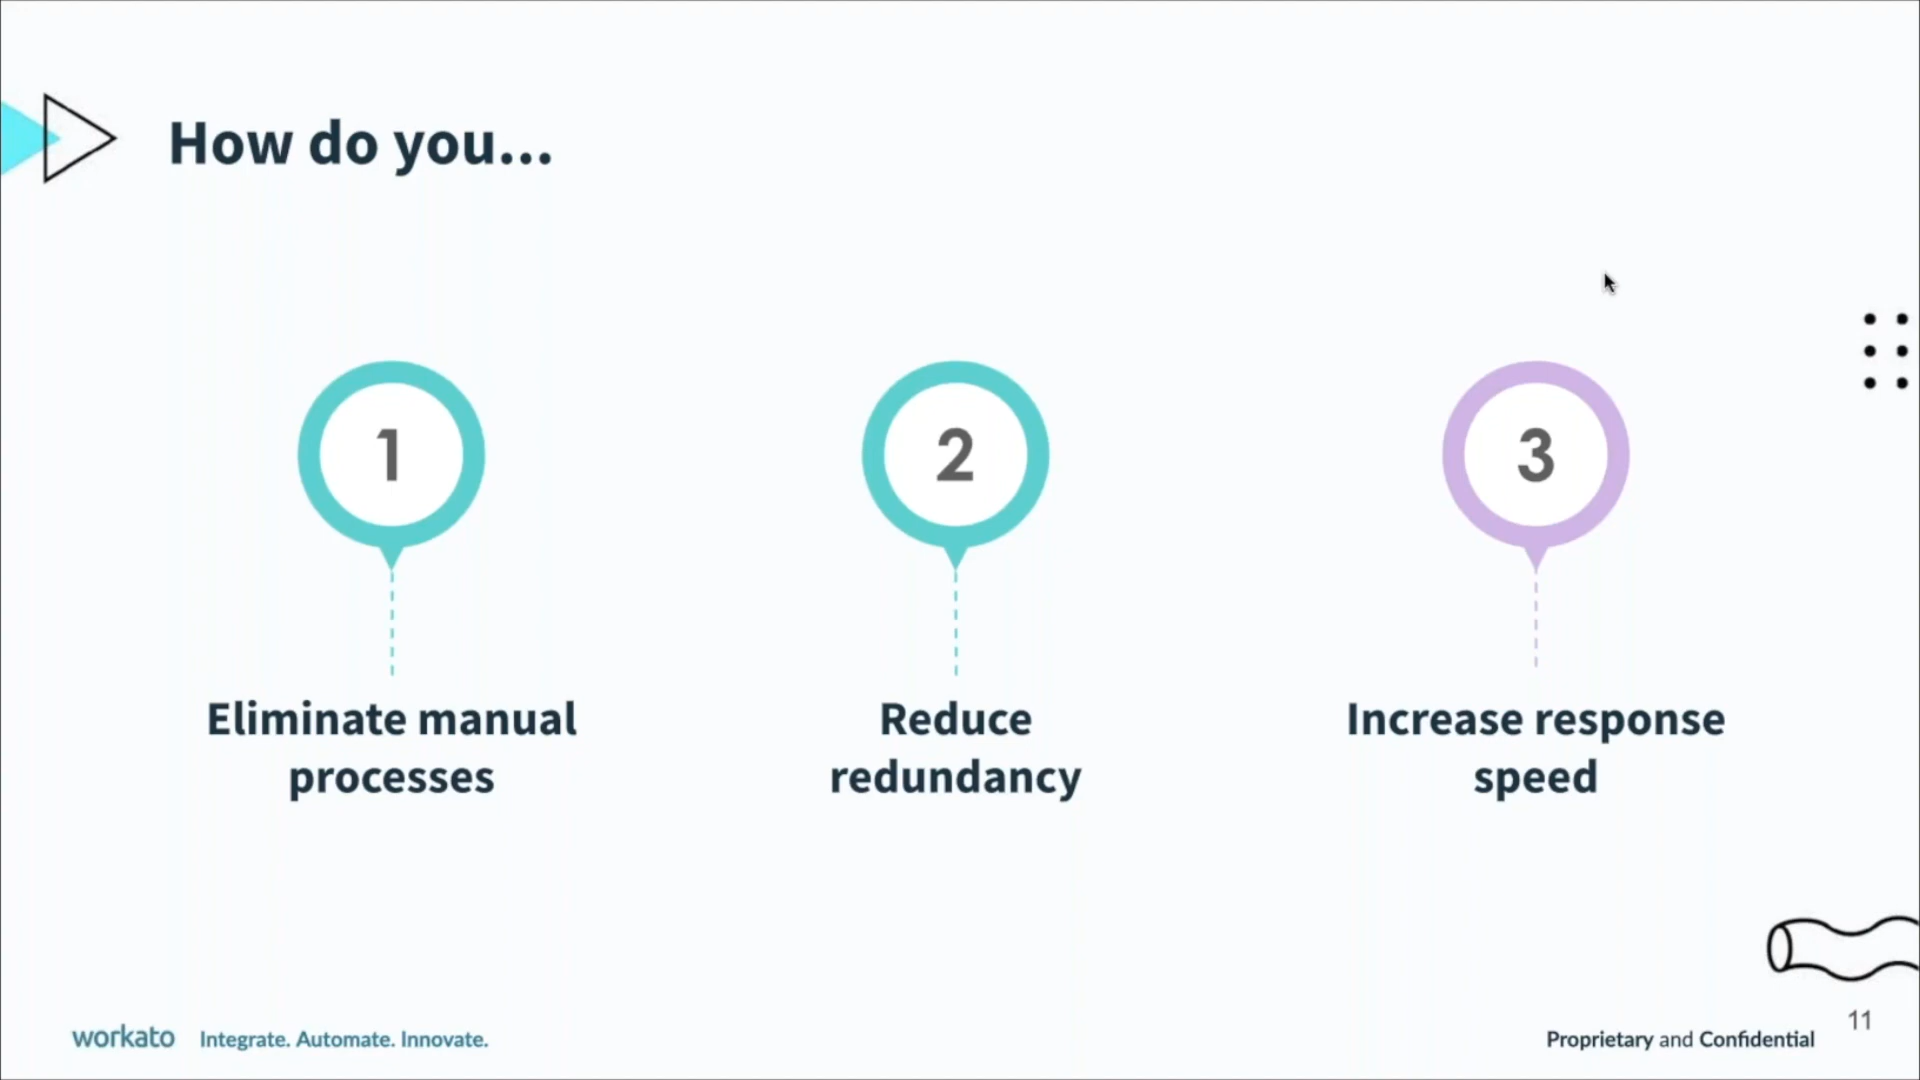 How do you...
1
2
3
Eliminate manual
processes
Reduce
redundancy
Increase response
speed
workato
Integrate. Automate. Innovate.
Proprietary and Confidential
11